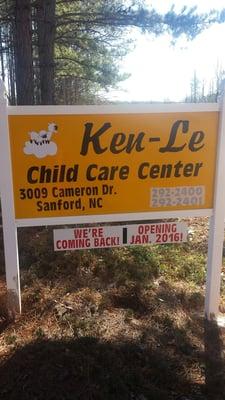 Ken-Le
Child Care Center
3009 Cameron Dr. 292-2400
Sanford, NC 292-2401
WE'RE OPENING
COMING BACK! JAN. 2016!